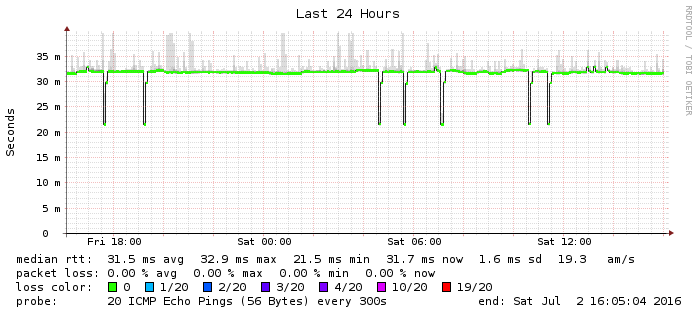 Last 24 Hours
RRDTOOL / TOBI OETIKER
Seconds
35 m
30 m
25 m
20 m
15 m
10 m
5 m
0
Fri 18:00 Sat 00:00 Sat 06:00 Sat 12:00
median rtt: 31.5 ms avg 32.9 ms max 21.5 ms min 31.7 ms now 1.6 ms sd 19.3 am/s
packet loss: 0.00 % avg 0.00 % max 0.00 % min 0.00 % now
loss color: 0 1/20 2/20 3/20 4/20 10/20 19/20
probe: 20 ICMP Echo Pings (56 Bytes) every 300s end: Sat Jul 2 16:05:04 2016